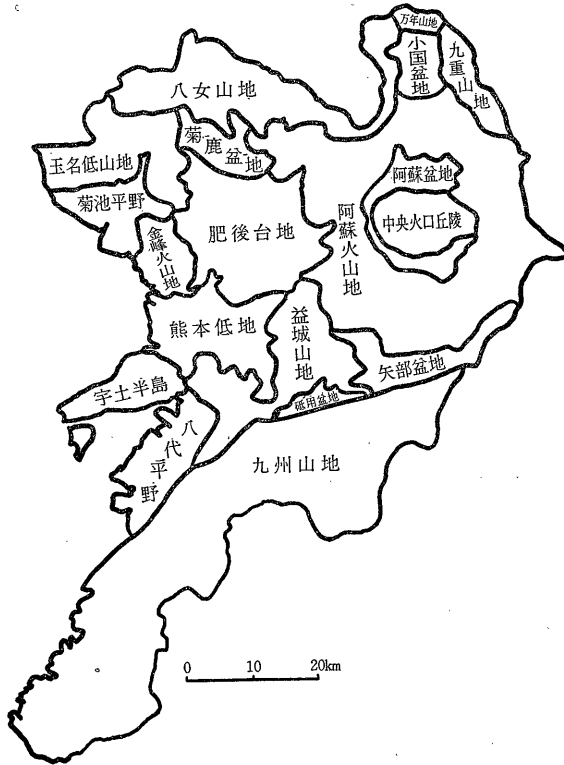 万年山地
小国盆地
九重山地
八女山地
菊鹿盆地
玉名低山地
菊池平野
阿蘇盆地
中央火口丘陵
阿蘇火山地
肥後台地
金峰火山地
熊本低地
益城山地
矢部盆地
砥用盆地
宇土半島
八代平野
九州山地
0 10 20km